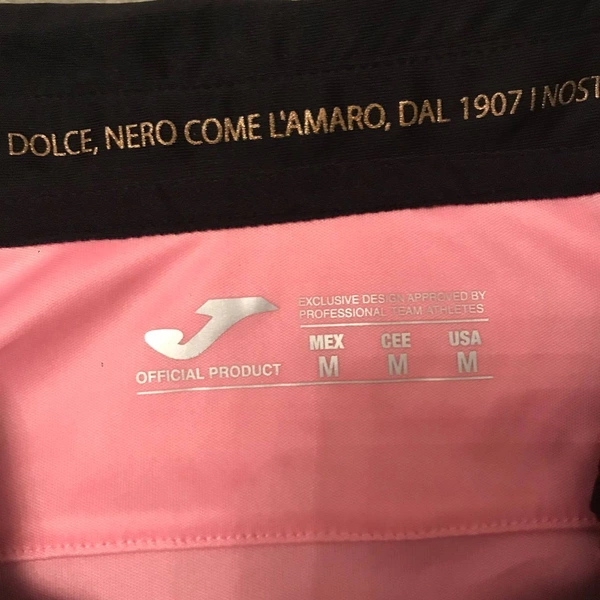 DOLCE, NERO COME L'AMARO, DAL 1907 I NOST
EXCLUSIVE DESIGN APPROVED BY
PROFESSIONAL TEAM ATHLETES
MEX CEE USA
M M M
OFFICIAL PRODUCT